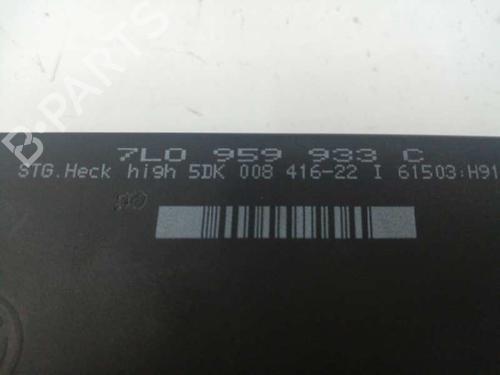 B-PARTS
7L0 959 933 C
STG.Heck high 5DK 008 416-22 I 61503:H91